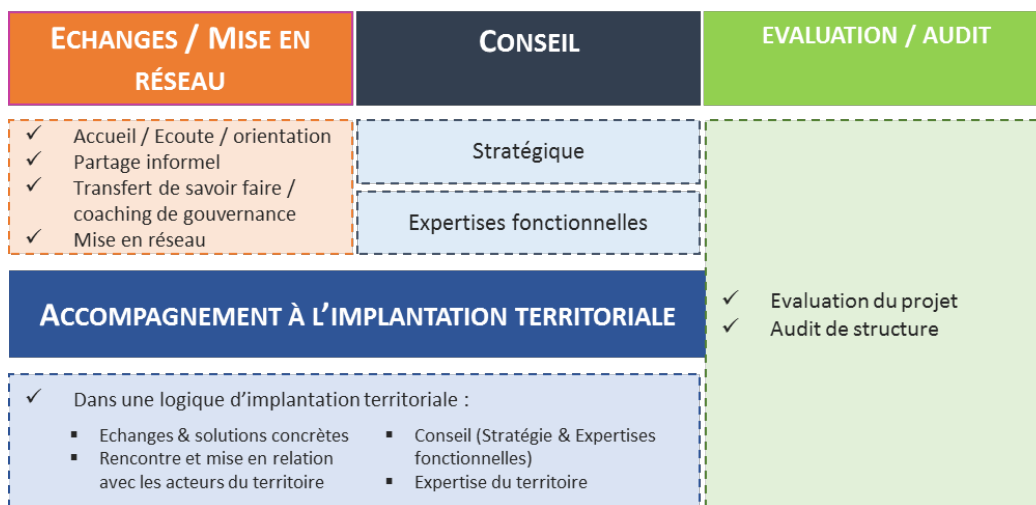 ECHANGES / MISE EN
RÉSEAU
CONSEIL
EVALUATION / AUDIT
✓ Accueil / Ecoute / orientation
✓ Partage informel
✓ Transfert de savoir faire /
coaching de gouvernance
✓ Mise en réseau
Stratégique
Expertises fonctionnelles
ACCOMPAGNEMENT À L’IMPLANTATION TERRITORIALE
✓ Dans une logique d’implantation territoriale :
▪ Echanges & solutions concrètes
▪ Rencontre et mise en relation
avec les acteurs du territoire
▪ Conseil (Stratégie & Expertises
fonctionnelles)
▪ Expertise du territoire
✓ Evaluation du projet
✓ Audit de structure